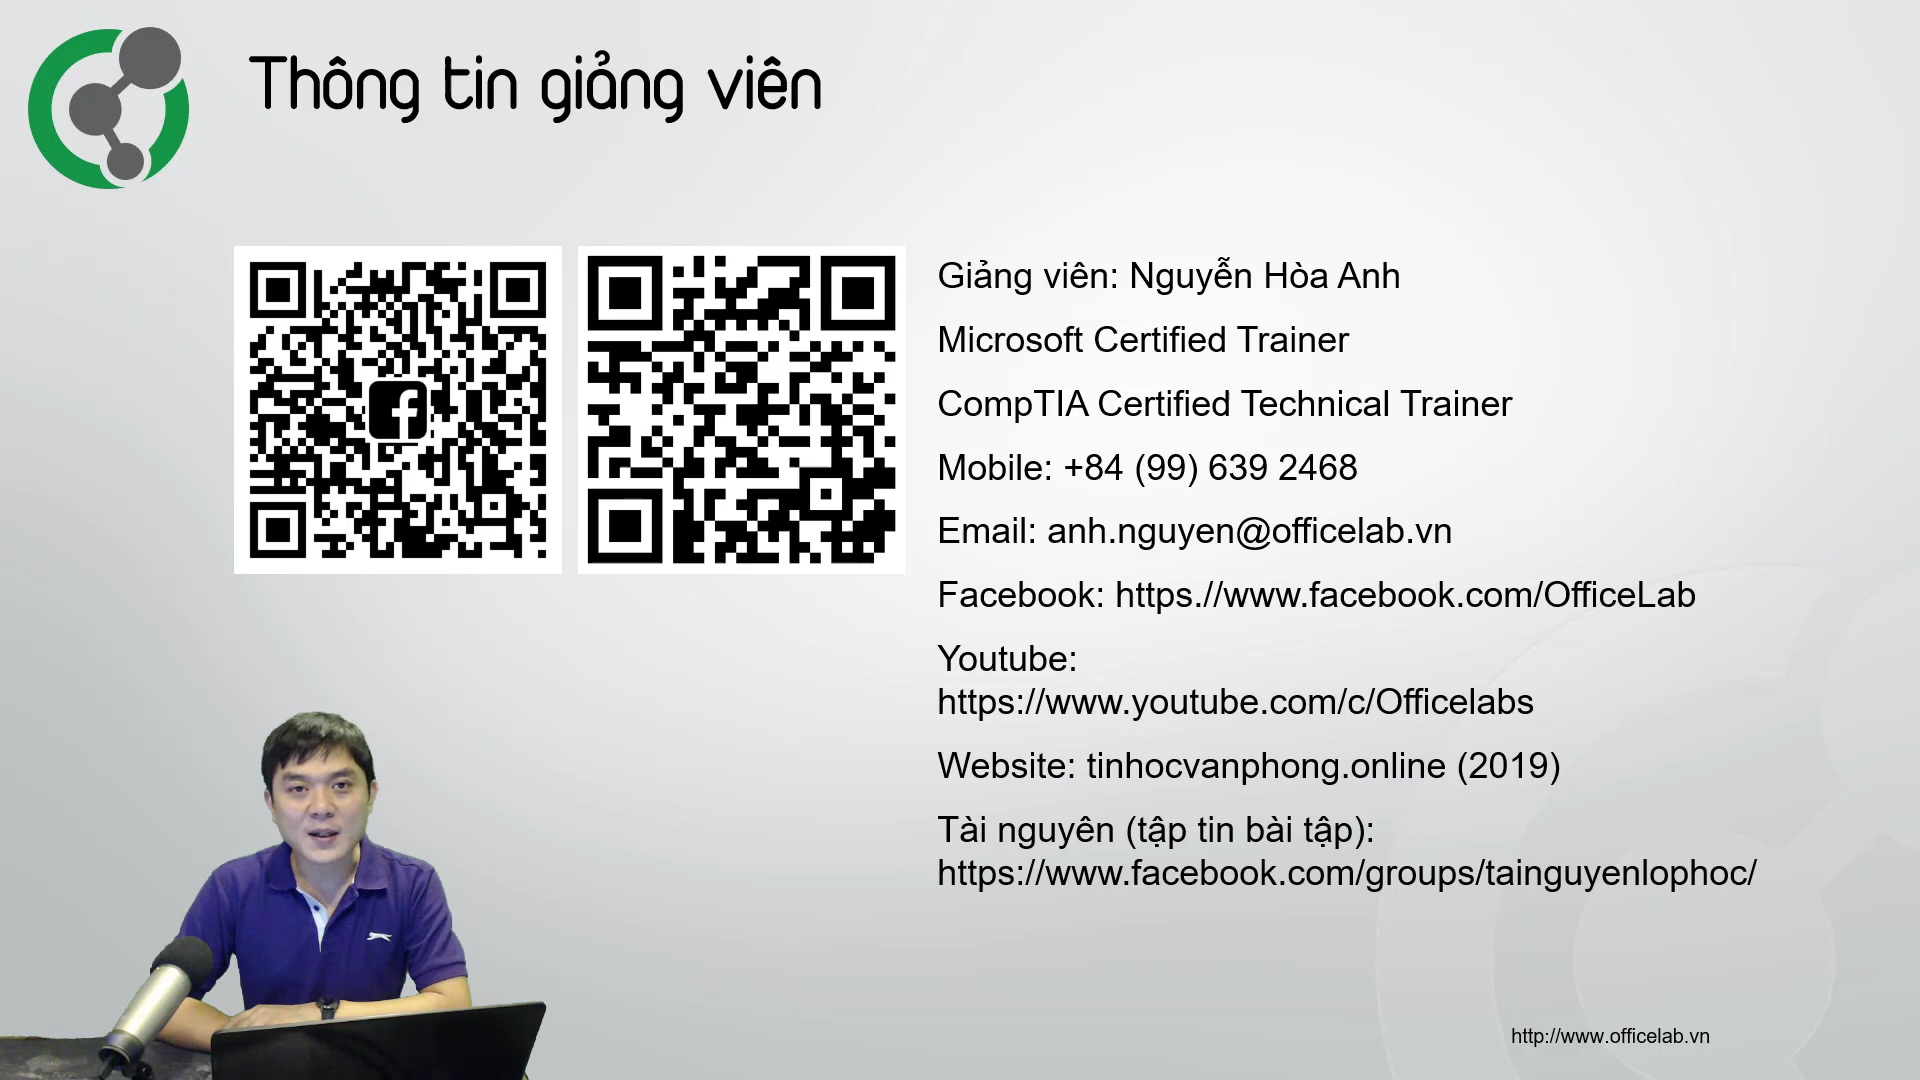 Thông tin giảng viên
Giảng viên: Nguyễn Hòa Anh
Microsoft Certified Trainer
CompTIA Certified Technical Trainer
Mobile: +84 (99) 639 2468
Email: anh.nguyen@officelab.vn
Facebook: https.//www.facebook.com/OfficeLab
Youtube:
https://www.youtube.com/c/Officelabs
Website: tinhocvanphong.online (2019)
Tài nguyên (tập tin bài tập):
https://www.facebook.com/groups/tainguyenlophoc/
http://www.officelab.vn